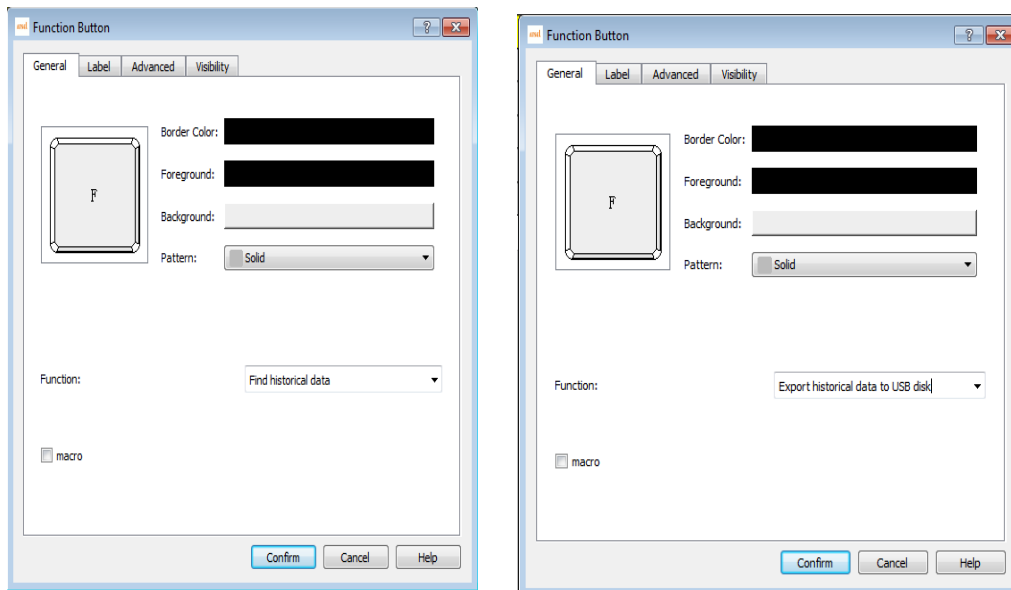 Function Button
General Label Advanced Visibility
F
Border Color:
Foreground:
Background:
Pattern: Solid
Function: Find historical data
macro
Confirm Cancel Help
Function Button
General Label Advanced Visibility
F
Border Color:
Foreground:
Background:
Pattern: Solid
Function: Export historical data to USB disk
macro
Confirm Cancel Help